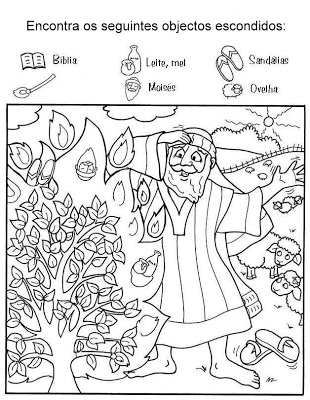 Encontra os seguintes objectos escondidos:
Bíblia Leite, mel Sandálias
Moisés Ovelha